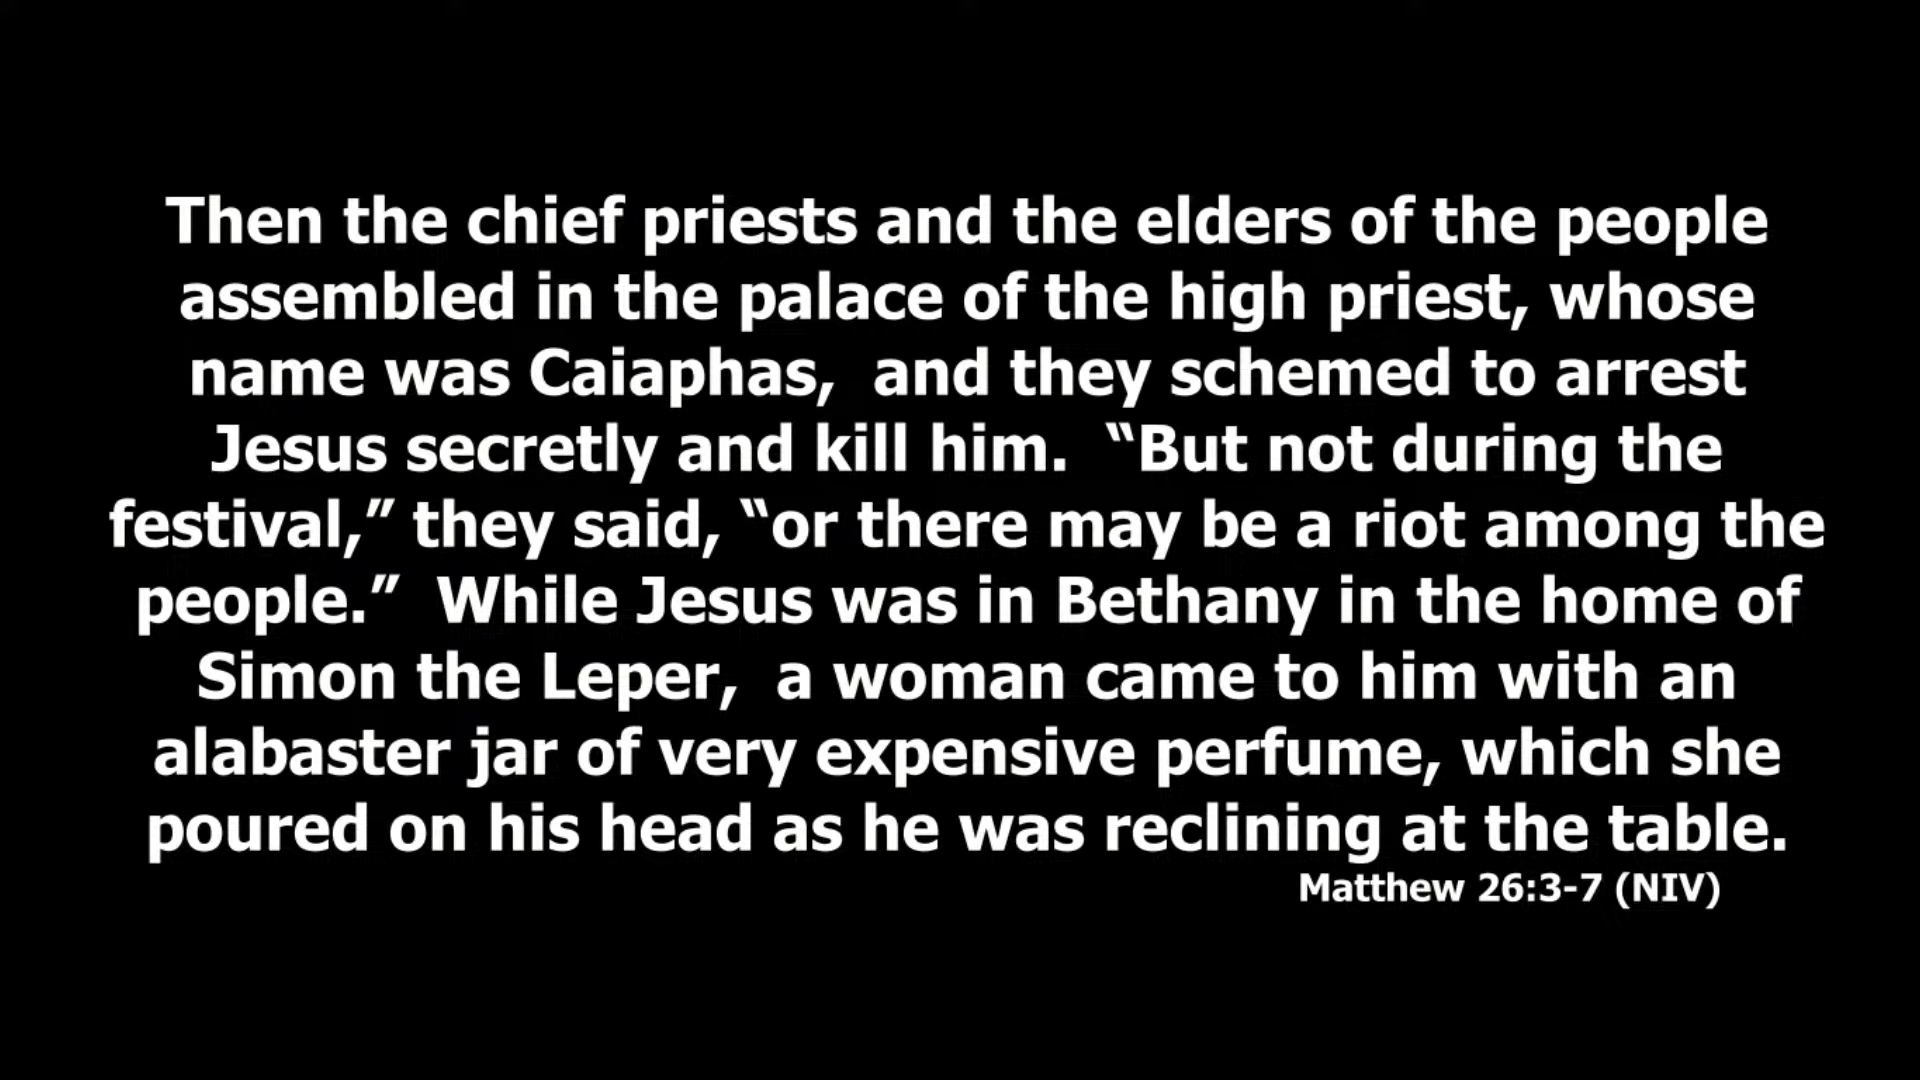 Then the chief priests and the elders of the people
assembled in the palace of the high priest, whose
name was Caiaphas,  and they schemed to arrest
Jesus secretly and kill him.  “But not during the
festival,” they said, “or there may be a riot among the
people.”  While Jesus was in Bethany in the home of
Simon the Leper,  a woman came to him with an
alabaster jar of very expensive perfume, which she
poured on his head as he was reclining at the table.
Matthew 26:3-7 (NIV)